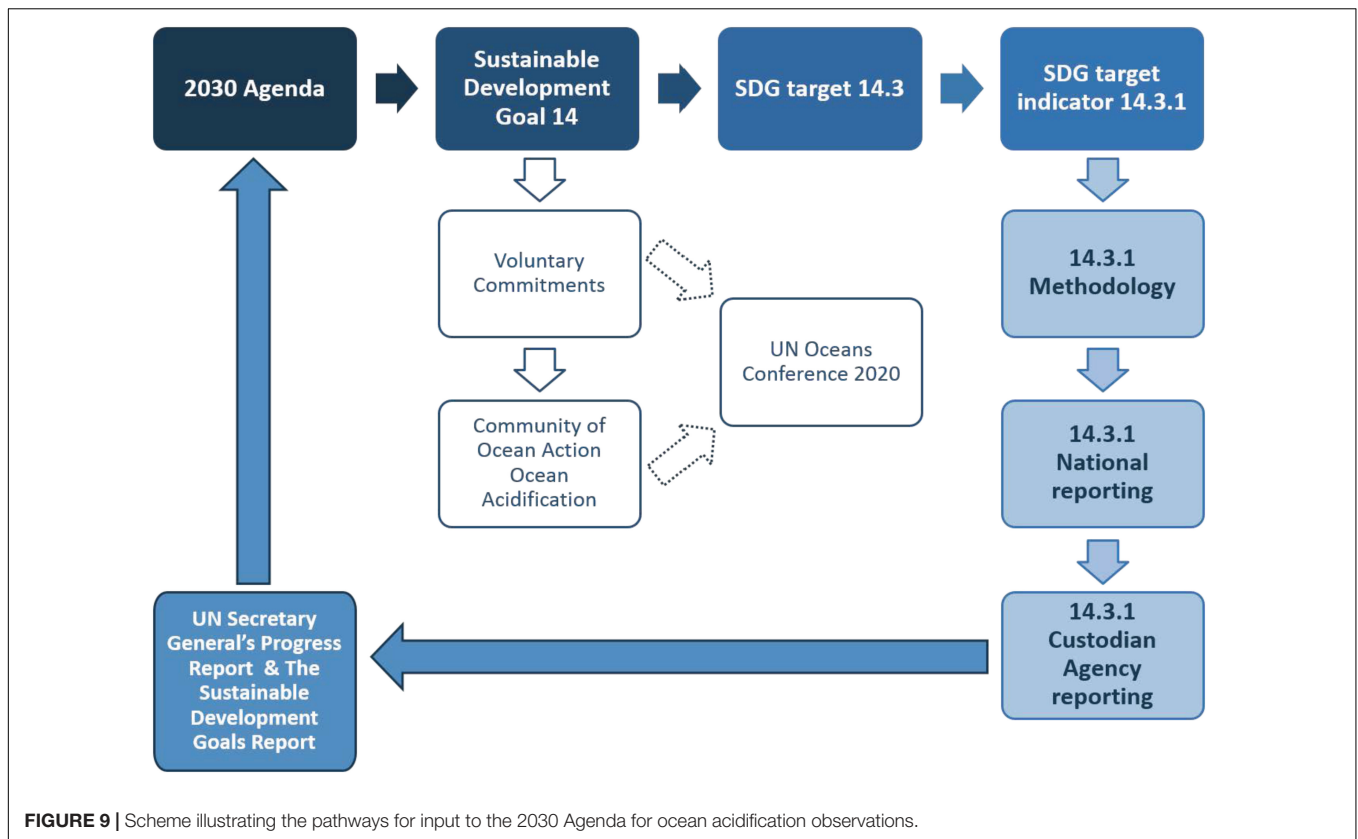 2030 Agenda
Sustainable
Development
Goal 14
SDG target 14.3
SDG target
indicator 14.3.1
Voluntary
Commitments
Community of
Ocean Action
Ocean
Acidification
UN Oceans
Conference 2020
14.3.1
Methodology
14.3.1
National
reporting
14.3.1
Custodian
Agency
reporting
UN Secretary
General's Progress
Report & The
Sustainable
Development
Goals Report
FIGURE 9 | Scheme illustrating the pathways for input to the 2030 Agenda for ocean acidification observations.